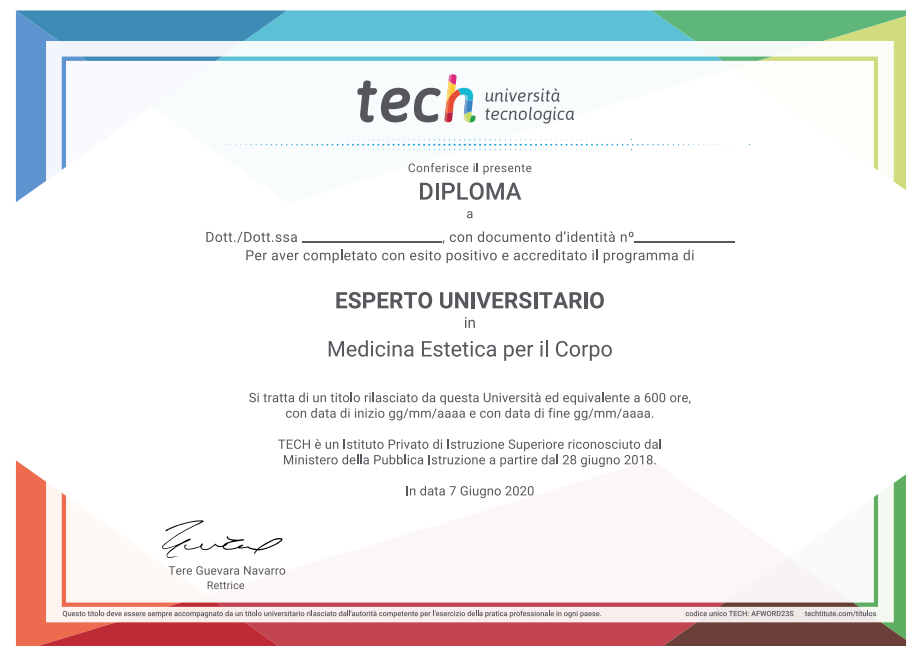 tech università
tecnologica
Conferisce il presente
DIPLOMA
a
Dott./Dott.ssa ____________________, con documento d'identità nº______________
Per aver completato con esito positivo e accreditato il programma di
ESPERTO UNIVERSITARIO
in
Medicina Estetica per il Corpo
Si tratta di un titolo rilasciato da questa Università ed equivalente a 600 ore,
con data di inizio gg/mm/aaaa e con data di fine gg/mm/aaaa.
TECH è un Istituto Privato di Istruzione Superiore riconosciuto dal
Ministero della Pubblica Istruzione a partire dal 28 giugno 2018.
In data 7 Giugno 2020
Tere Guevara Navarro
Rettrice
Questo titolo deve essere sempre accompagnato da un titolo universitario rilasciato dall'autorità competente per l'esercizio della pratica professionale in ogni paese. codice unico TECH: AFWORD23S techtitute.com/titulos